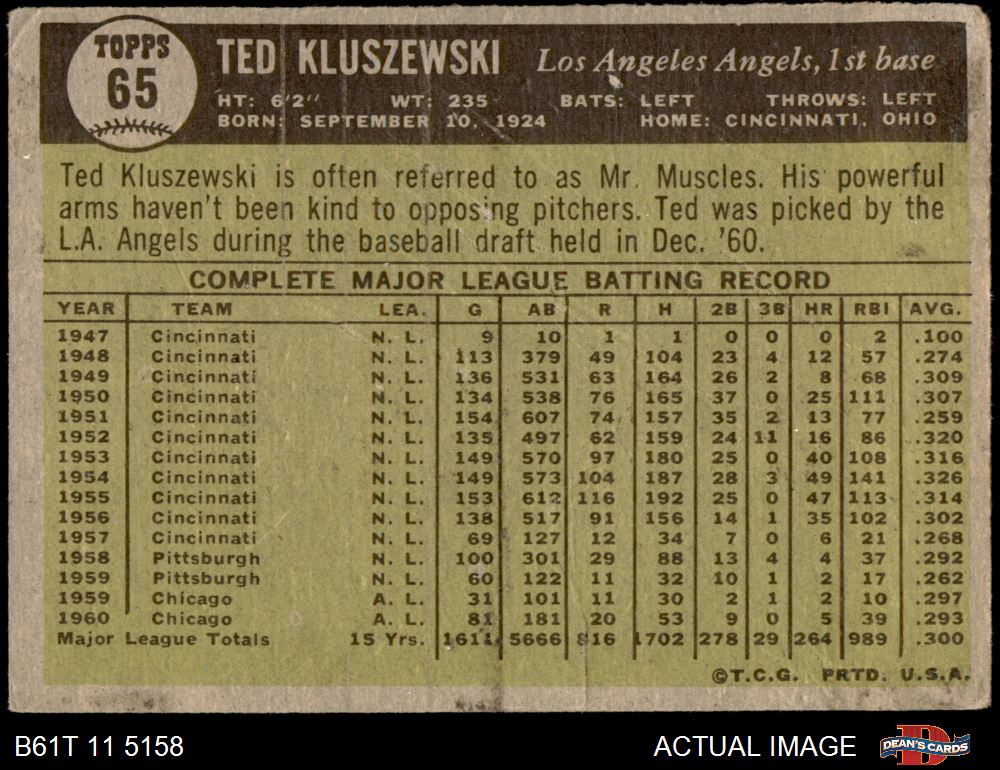 TOPPS
65
TED KLUSZEWSKI Los Angeles Angels, 1st base
HT: 6'2" WT: 235 BATS: LEFT THROWS: LEFT
BORN: SEPTEMBER 10, 1924 HOME: CINCINNATI, OHIO
Ted Kluszewski is often referred to as Mr. Muscles. His powerful
arms haven't been kind to opposing pitchers. Ted was picked by the
L.A. Angels during the baseball draft held in Dec. '60.
COMPLETE MAJOR LEAGUE BATTING RECORD
YEAR TEAM LEA. G AB R H 2B 3B HR RBI AVG.
1947 Cincinnati N. L. 9 10 1 1 0 0 0 2 .100
1948 Cincinnati N. L. 113 379 49 104 23 4 12 57 .274
1949 Cincinnati N. L. 136 531 63 164 26 2 8 68 .309
1950 Cincinnati N. L. 134 538 76 165 37 0 25 111 .307
1951 Cincinnati N. L. 154 607 74 157 35 2 13 77 .259
1952 Cincinnati N. L. 135 497 62 159 24 11 16 86 .320
1953 Cincinnati N. L. 149 570 97 180 25 0 40 108 .316
1954 Cincinnati N. L. 149 573 104 187 28 3 49 141 .326
1955 Cincinnati N. L. 153 612 116 192 25 0 47 113 .314
1956 Cincinnati N. L. 138 517 91 156 14 1 35 102 .302
1957 Cincinnati N. L. 69 127 12 34 7 0 6 21 .268
1958 Pittsburgh N. L. 100 301 29 88 13 4 4 37 .292
1959 Pittsburgh N. L. 60 122 11 32 10 1 2 17 .262
1959 Chicago A. L. 31 101 11 30 2 1 2 10 .297
1960 Chicago A. L. 81 181 20 53 9 0 5 39 .293
Major League Totals 15 Yrs. 1611 5666 816 1702 278 29 264 989 .300
©T.C.G. PRTD. U.S.A.
B61T 11 5158 ACTUAL IMAGE DEAN'S CARDS